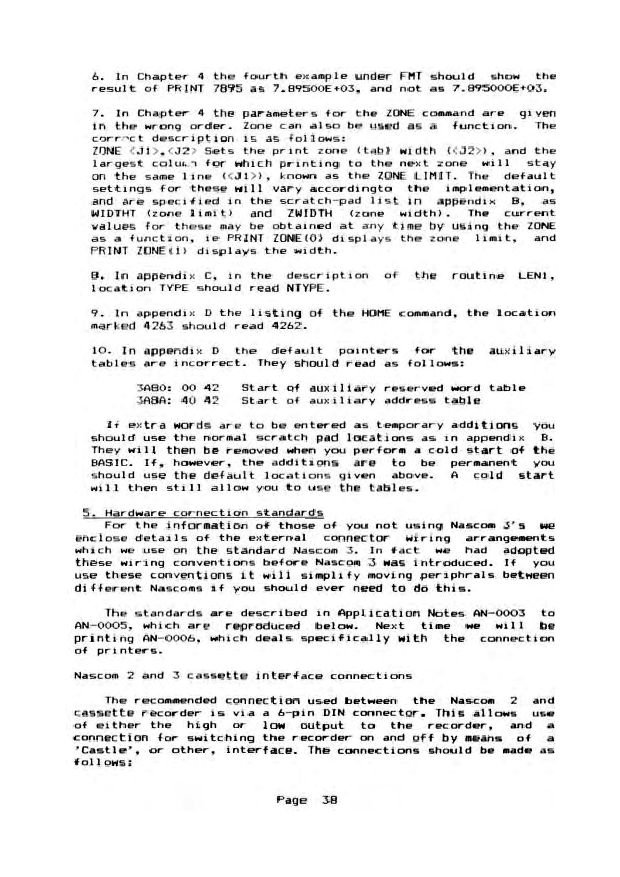 6. In Chapter 4 the fourth example under FMT should show the
result of PRINT 7895 as 7.89500E+03, and not as 7.895000E+03.
7. In Chapter 4 the parameters for the ZONE command are given
in the wrong order. Zone can also be used as a function. The
correct description is as follows:
ZONE <J1>,<J2> Sets the print zone (tab) width (<J2>), and the
largest column for which printing to the next zone will stay
on the same line (<J1>), known as the ZONE LIMIT. The default
settings for these will vary accordingto the implementation,
and are specified in the scratch-pad list in appendix B, as
WIDTHT (zone limit) and ZWIDTH (zone width). The current
values for these may be obtained at any time by using the ZONE
as a function, ie PRINT ZONE(0) displays the zone limit, and
PRINT ZONE(1) displays the width.
8. In appendix C, in the description of the routine LEN1,
location TYPE should read NTYPE.
9. In appendix D the listing of the HOME command, the location
marked 4263 should read 4262.
10. In appendix D the default pointers for the auxiliary
tables are incorrect. They should read as follows:
3AB0: 00 42 Start of auxiliary reserved word table
3A8A: 40 42 Start of auxiliary address table
If extra words are to be entered as temporary additions you
should use the normal scratch pad locations as in appendix B.
They will then be removed when you perform a cold start of the
BASIC. If, however, the additions are to be permanent you
should use the default locations given above. A cold start
will then still allow you to use the tables.
5. Hardware connection standards
For the information of those of you not using Nascom 3's we
enclose details of the external connector wiring arrangements
which we use on the standard Nascom 3. In fact we had adopted
these wiring conventions before Nascom 3 was introduced. If you
use these conventions it will simplify moving periphrals between
different Nascoms if you should ever need to do this.
The standards are described in Application Notes AN-0003 to
AN-0005, which are reproduced below. Next time we will be
printing AN-0006, which deals specifically with the connection
of printers.
Nascom 2 and 3 cassette interface connections
The recommended connection used between the Nascom 2 and
cassette recorder is via a 6-pin DIN connector. This allows use
of either the high or low output to the recorder, and a
connection for switching the recorder on and off by means of a
'Castle', or other, interface. The connections should be made as
follows:
Page 38